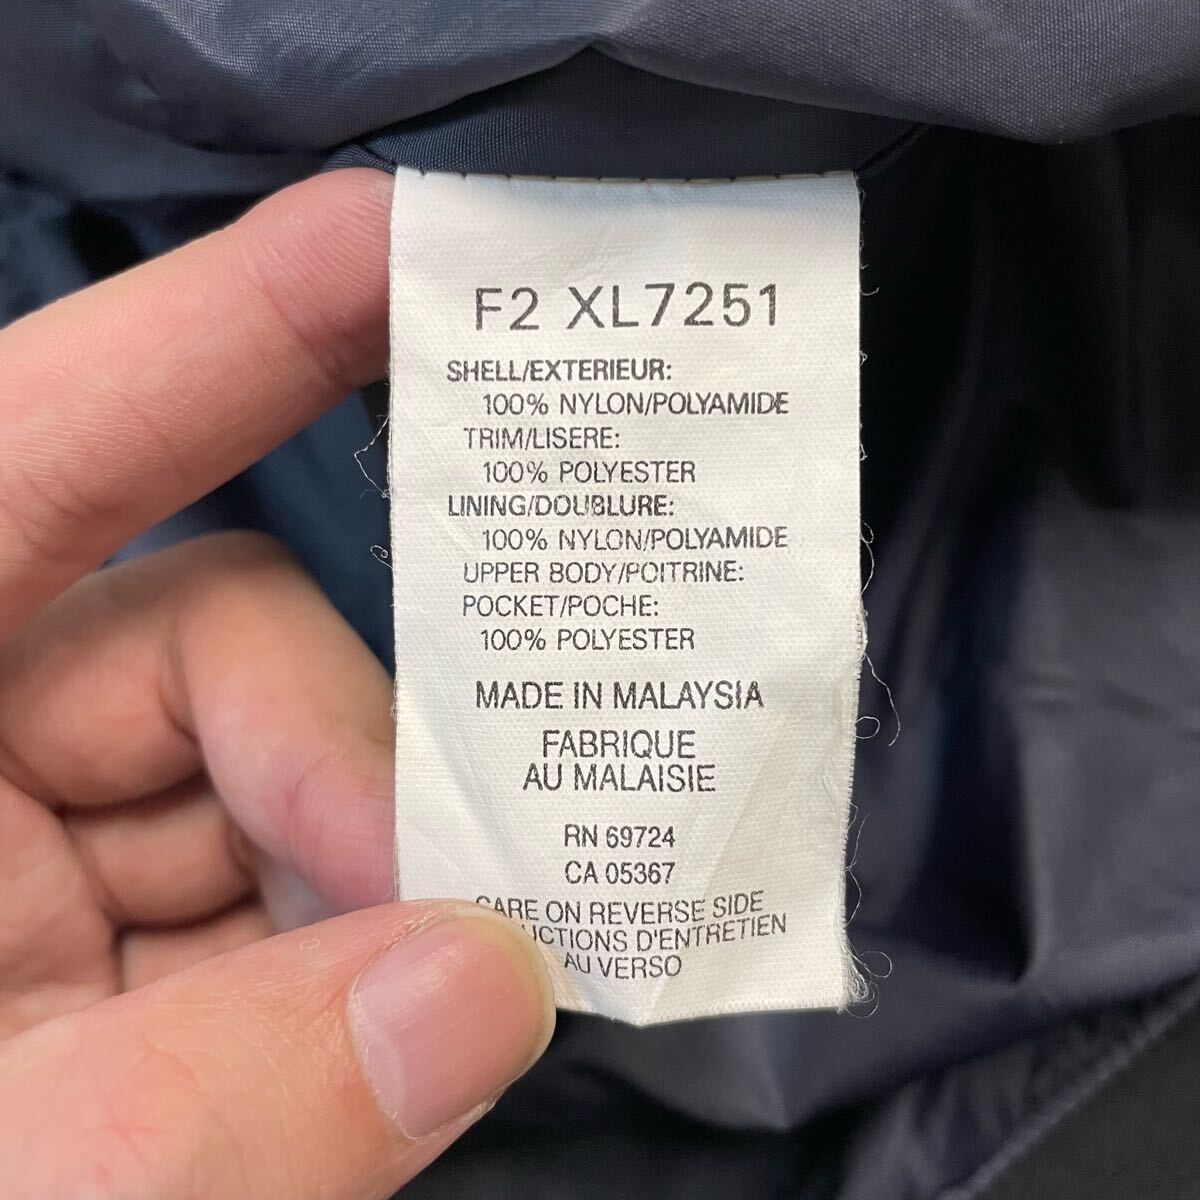 F2 XL7251
SHELL/EXTERIEUR:
100% NYLON/POLYAMIDE
TRIM/LISERE:
100% POLYESTER
LINING/DOUBLURE:
100% NYLON/POLYAMIDE
UPPER BODY/POITRINE:
POCKET/POCHE:
100% POLYESTER
MADE IN MALAYSIA
FABRIQUE
AU MALAISIE
RN 69724
CA 05367
CARE ON REVERSE SIDE
D'ENTRETIEN
AU VERSO